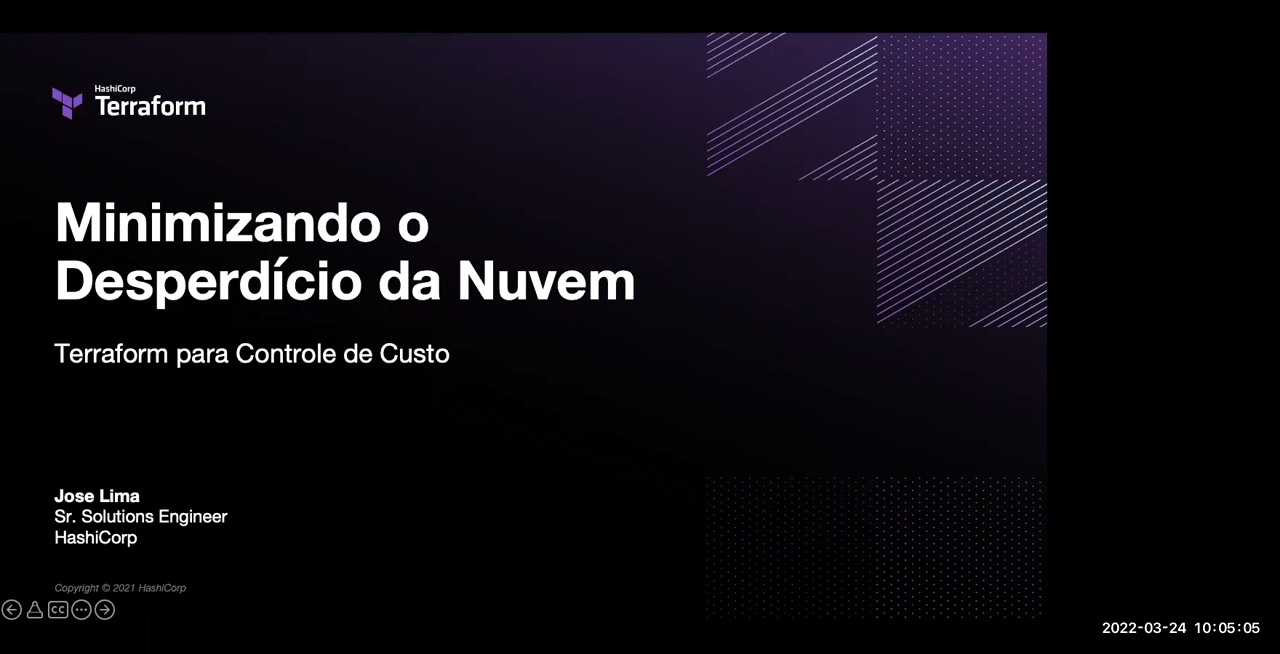 HashiCorp
Terraform
Minimizando o
Desperdício da Nuvem
Terraform para Controle de Custo
Jose Lima
Sr. Solutions Engineer
HashiCorp
Copyright © 2021 HashiCorp
CC
2022-03-24 10:05:05